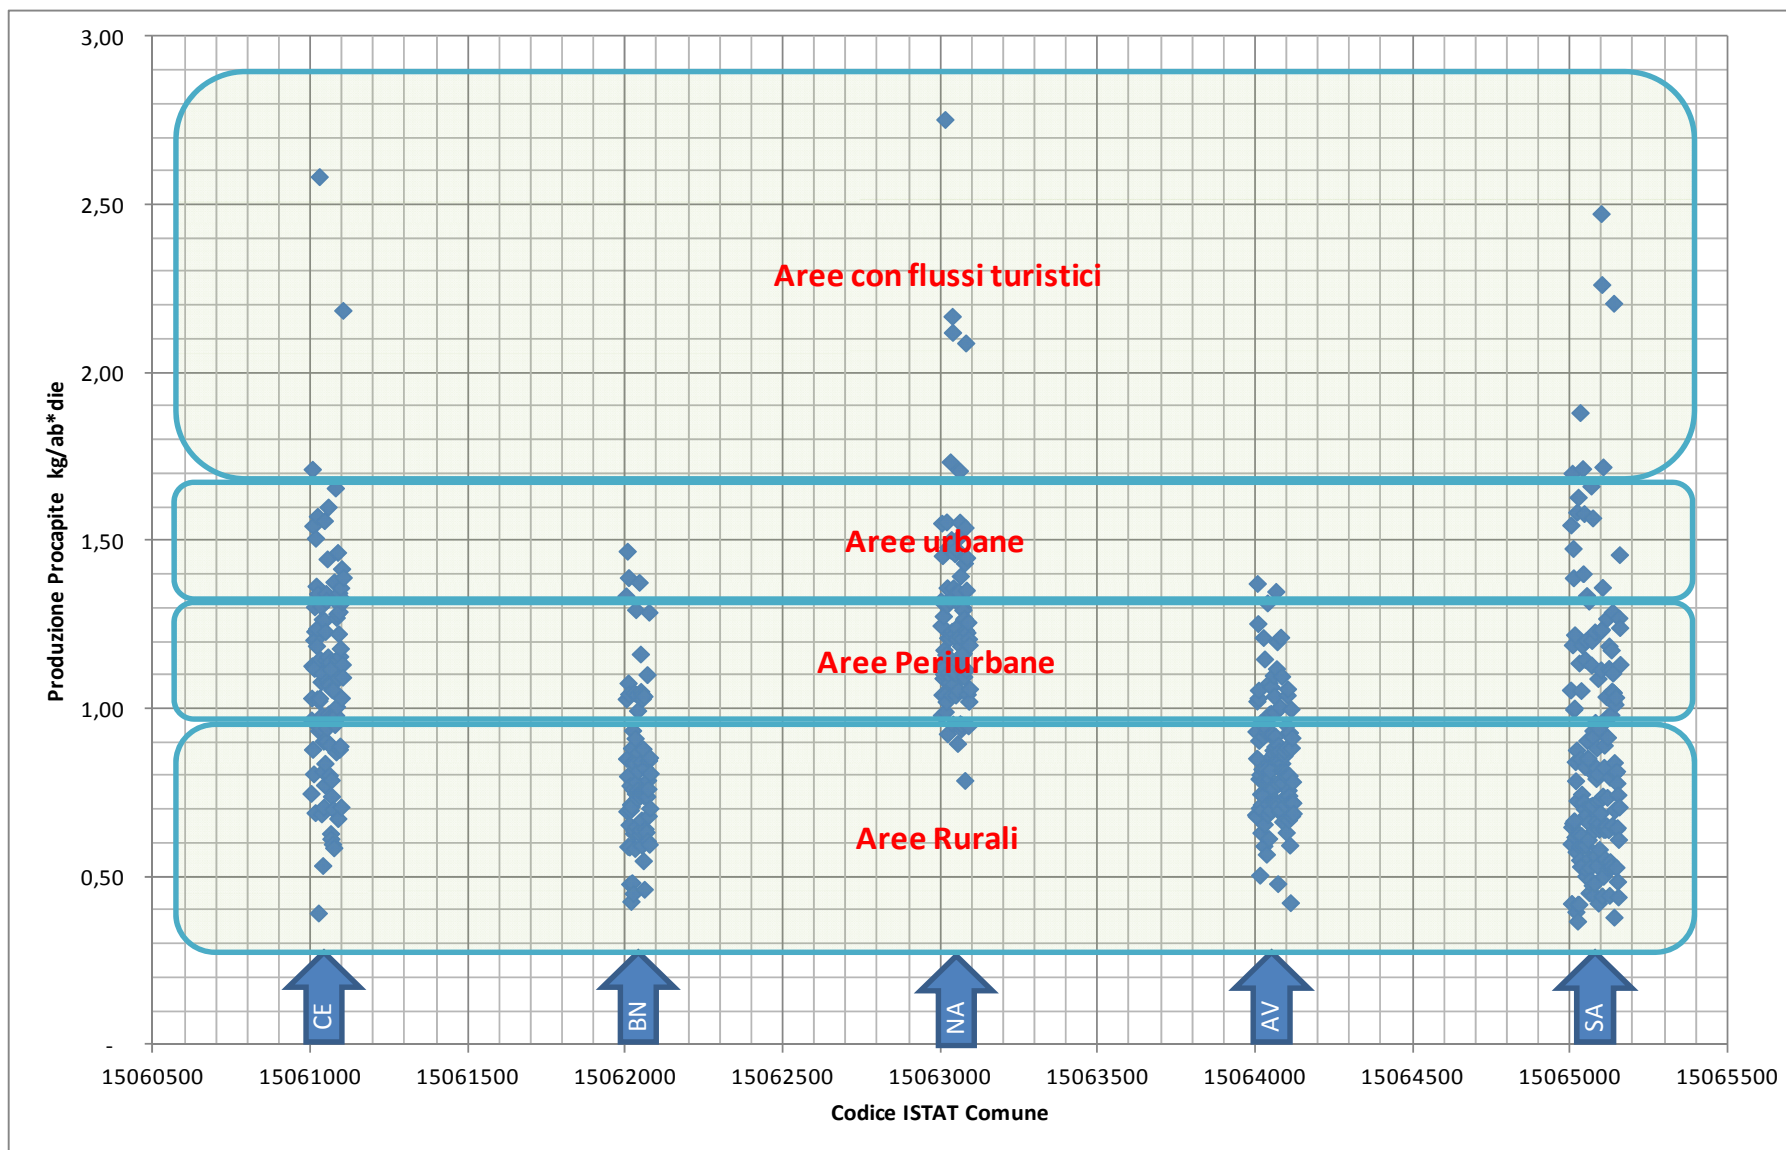 3,00
2,50
2,00
1,50
1,00
0,50
-
Produzione Procapite kg/ab*die
Aree con flussi turistici
Aree urbane
Aree Periurbane
Aree Rurali
CE
BN
NA
AV
SA
15060500 15061000 15061500 15062000 15062500 15063000 15063500 15064000 15064500 15065000 15065500
Codice ISTAT Comune